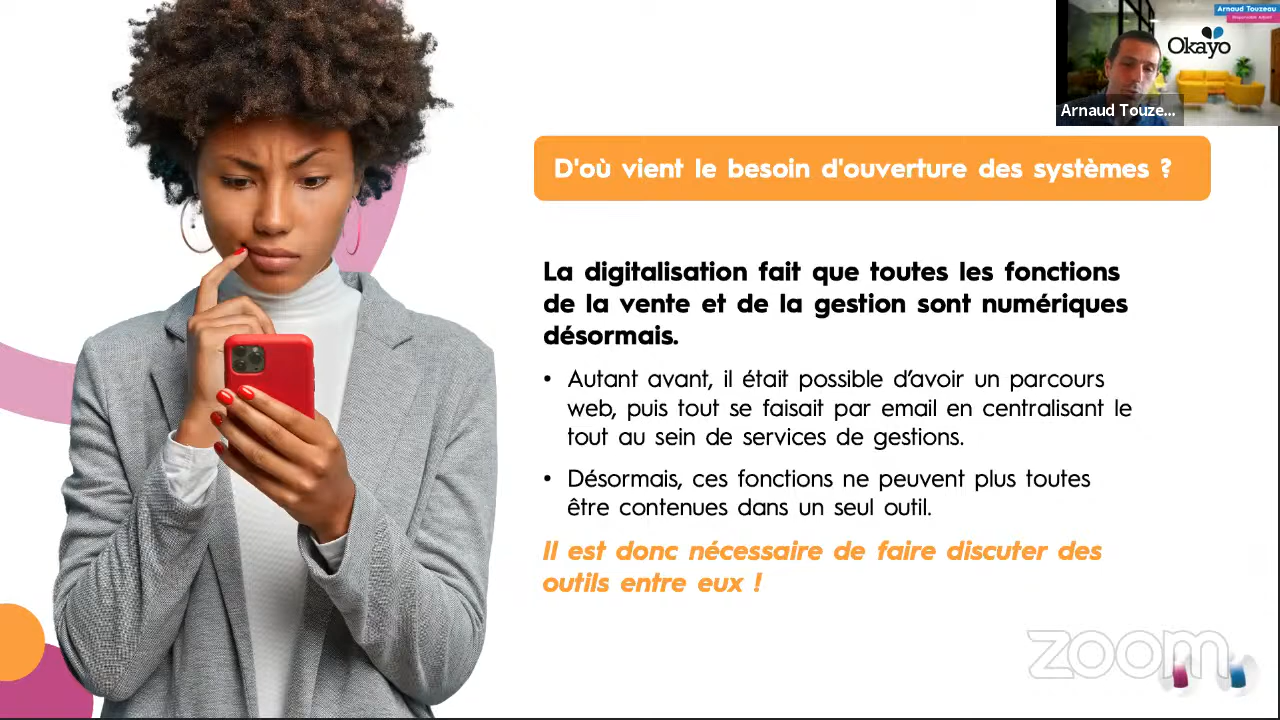 Arnaud Touzeau
Responsable Adjoint
Okayo
Arnaud Touze...
D'où vient le besoin d'ouverture des systèmes ?
La digitalisation fait que toutes les fonctions
de la vente et de la gestion sont numériques
désormais.
• Autant avant, il était possible d’avoir un parcours
web, puis tout se faisait par email en centralisant le
tout au sein de services de gestions.
• Désormais, ces fonctions ne peuvent plus toutes
être contenues dans un seul outil.
Il est donc nécessaire de faire discuter des
outils entre eux !
zoom